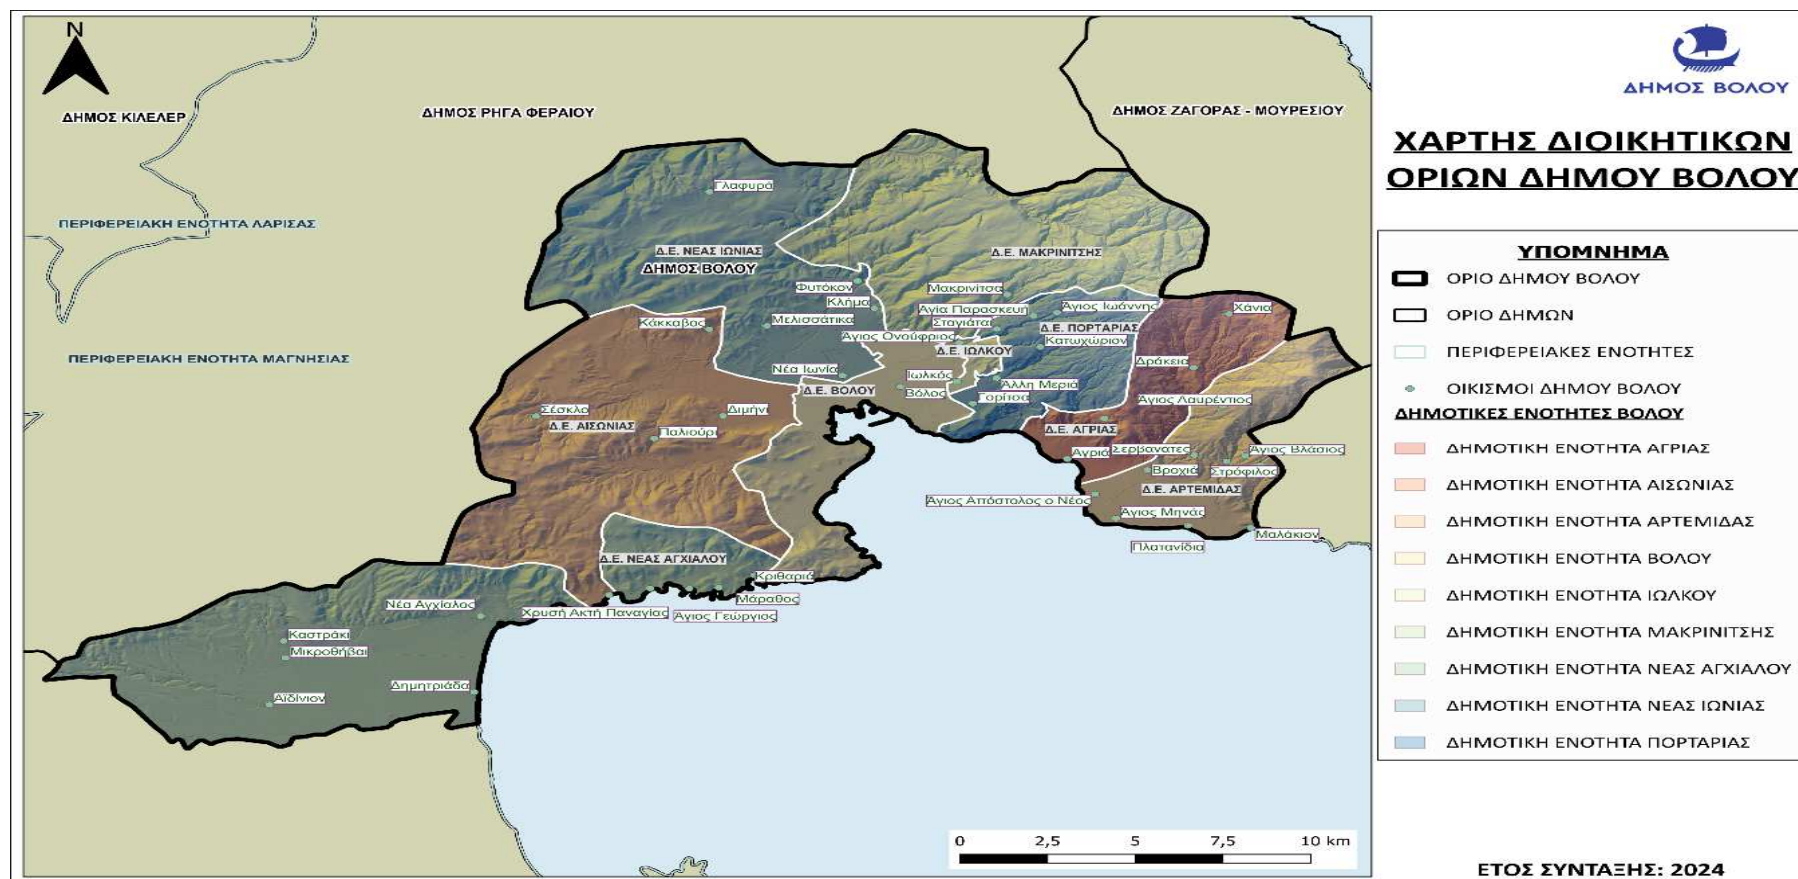 N
ΔΗΜΟΣ ΚΙΛΕΛΕΡ
ΔΗΜΟΣ ΡΗΓΑ ΦΕΡΑΙΟΥ
ΔΗΜΟΣ ΖΑΓΟΡΑΣ - ΜΟΥΡΕΣΙΟΥ
ΠΕΡΙΦΕΡΕΙΑΚΗ ΕΝΟΤΗΤΑ ΛΑΡΙΣΑΣ
ΠΕΡΙΦΕΡΕΙΑΚΗ ΕΝΟΤΗΤΑ ΜΑΓΝΗΣΙΑΣ
Γλαφυρά
Δ.Ε. ΝΕΑΣ ΙΩΝΙΑΣ
ΔΗΜΟΣ ΒΟΛΟΥ
Δ.Ε. ΜΑΚΡΙΝΙΤΣΗΣ
Φυτόκον
Κλήμα
Μακρινίτσα
Αγία Παρασκευή
Άγιος Ιωάννης
Χάνια
Κάκκαβος
Μελισσάτικα
Σταγιάται
Δ.Ε. ΠΟΡΤΑΡΙΑΣ
Άγιος Ονούφριος
Κατωχώριον
Δ.Ε. ΙΩΛΚΟΥ
Δράκεια
Νέα Ιωνία
Ιωλκός
Άλλη Μεριά
Δ.Ε. ΒΟΛΟΥ
Βόλος
Γορίτσα
Άγιος Λαυρέντιος
Σέσκλο
Διμήνι
Δ.Ε. ΑΙΣΩΝΙΑΣ
Παλιούρι
Δ.Ε. ΑΓΡΙΑΣ
Αγριά
Σερβανατες
Άγιος Βλάσιος
Βροχιά
Στρόφιλος
Δ.Ε. ΑΡΤΕΜΙΔΑΣ
Άγιος Απόστολος ο Νέος
Άγιος Μηνάς
Πλατανίδια
Μαλάκιον
Δ.Ε. ΝΕΑΣ ΑΓΧΙΑΛΟΥ
Κριθαριά
Μάραθος
Νέα Αγχίαλος
Χρυσή Ακτή Παναγίας
Άγιος Γεώργιος
Καστράκι
Μικροθήβαι
Δημητριάδα
Αϊδίνιον
0 2,5 5 7,5 10 km
ΔΗΜΟΣ ΒΟΛΟΥ
ΧΑΡΤΗΣ ΔΙΟΙΚΗΤΙΚΩΝ
ΟΡΙΩΝ ΔΗΜΟΥ ΒΟΛΟΥ
ΥΠΟΜΝΗΜΑ
ΟΡΙΟ ΔΗΜΟΥ ΒΟΛΟΥ
ΟΡΙΟ ΔΗΜΩΝ
ΠΕΡΙΦΕΡΕΙΑΚΕΣ ΕΝΟΤΗΤΕΣ
ΟΙΚΙΣΜΟΙ ΔΗΜΟΥ ΒΟΛΟΥ
ΔΗΜΟΤΙΚΕΣ ΕΝΟΤΗΤΕΣ ΒΟΛΟΥ
ΔΗΜΟΤΙΚΗ ΕΝΟΤΗΤΑ ΑΓΡΙΑΣ
ΔΗΜΟΤΙΚΗ ΕΝΟΤΗΤΑ ΑΙΣΩΝΙΑΣ
ΔΗΜΟΤΙΚΗ ΕΝΟΤΗΤΑ ΑΡΤΕΜΙΔΑΣ
ΔΗΜΟΤΙΚΗ ΕΝΟΤΗΤΑ ΒΟΛΟΥ
ΔΗΜΟΤΙΚΗ ΕΝΟΤΗΤΑ ΙΩΛΚΟΥ
ΔΗΜΟΤΙΚΗ ΕΝΟΤΗΤΑ ΜΑΚΡΙΝΙΤΣΗΣ
ΔΗΜΟΤΙΚΗ ΕΝΟΤΗΤΑ ΝΕΑΣ ΑΓΧΙΑΛΟΥ
ΔΗΜΟΤΙΚΗ ΕΝΟΤΗΤΑ ΝΕΑΣ ΙΩΝΙΑΣ
ΔΗΜΟΤΙΚΗ ΕΝΟΤΗΤΑ ΠΟΡΤΑΡΙΑΣ
ΕΤΟΣ ΣΥΝΤΑΞΗΣ: 2024